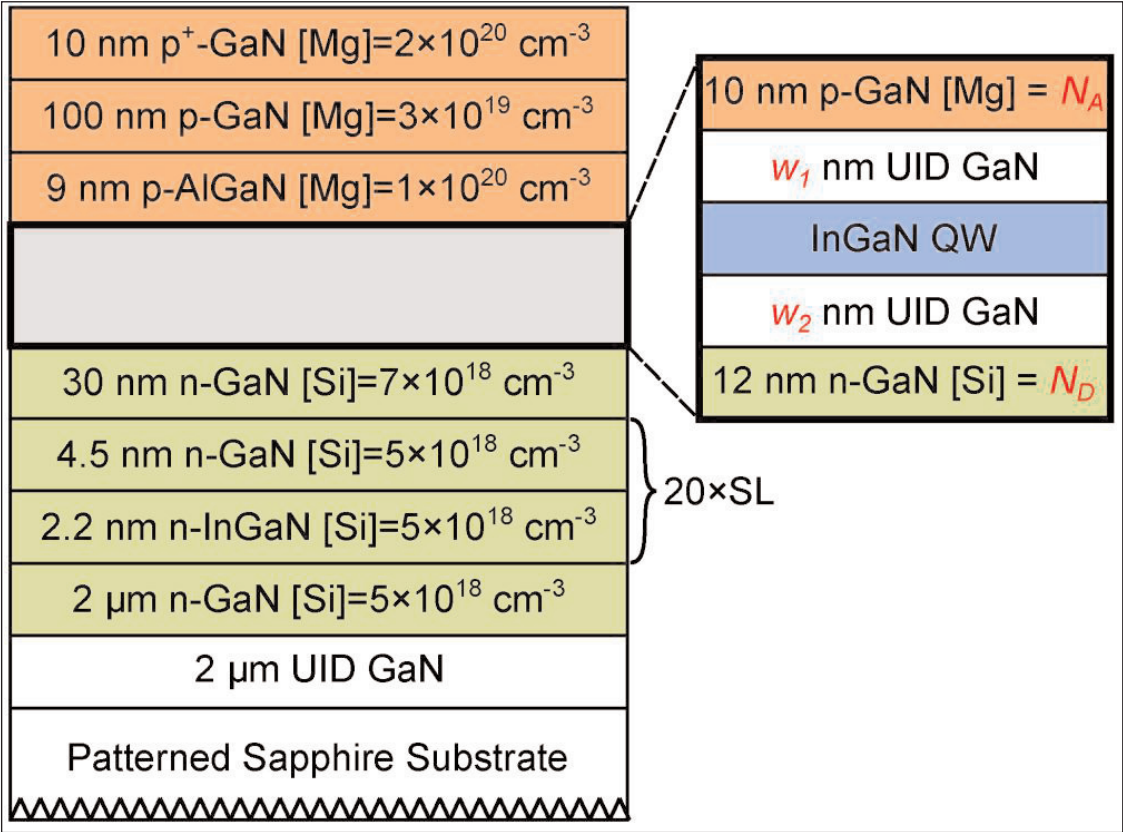 10 nm p⁺-GaN [Mg]=2×10²⁰ cm⁻³
100 nm p-GaN [Mg]=3×10¹⁹ cm⁻³
9 nm p-AlGaN [Mg]=1×10²⁰ cm⁻³
30 nm n-GaN [Si]=7×10¹⁸ cm⁻³
4.5 nm n-GaN [Si]=5×10¹⁸ cm⁻³
2.2 nm n-InGaN [Si]=5×10¹⁸ cm⁻³
20×SL
2 μm n-GaN [Si]=5×10¹⁸ cm⁻³
2 μm UID GaN
Patterned Sapphire Substrate
10 nm p-GaN [Mg] = N_A
w₁ nm UID GaN
InGaN QW
w₂ nm UID GaN
12 nm n-GaN [Si] = N_D